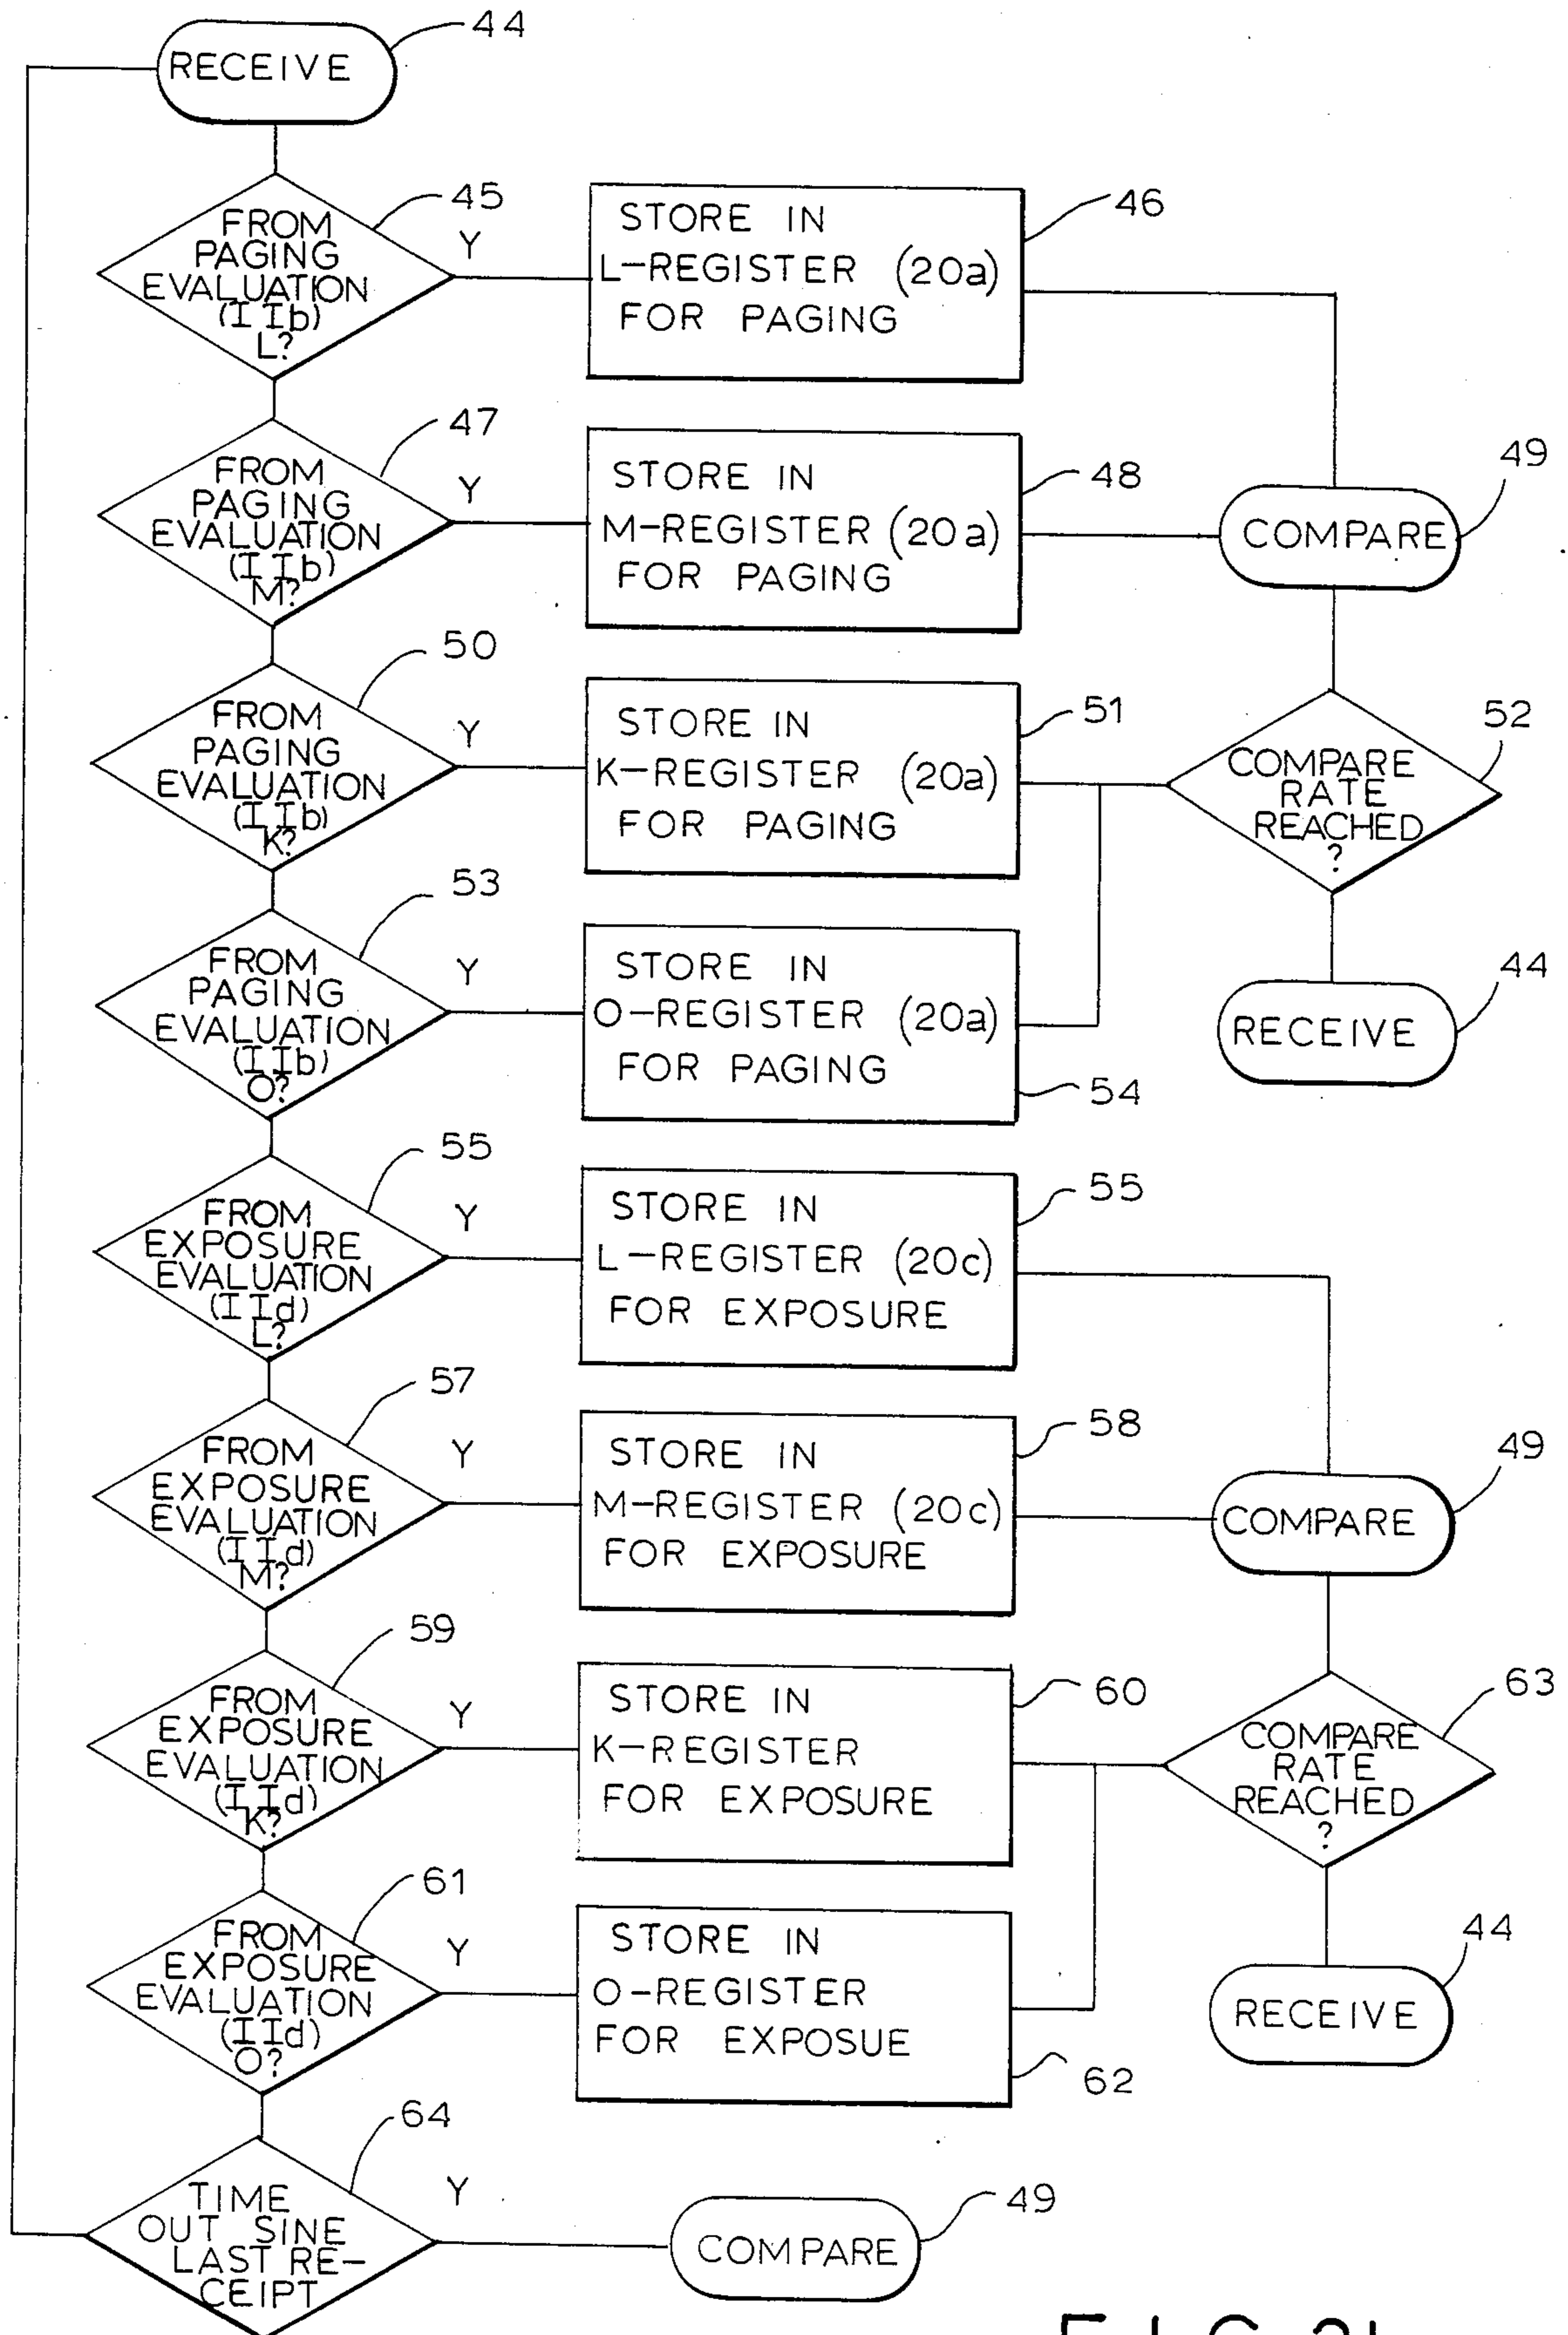 44
RECEIVE
45
FROM
PAGING
EVALUATION
(IIb)
L?
Y
STORE IN
L-REGISTER (20a)
FOR PAGING
46
47
FROM
PAGING
EVALUATION
(IIb)
M?
Y
STORE IN
M-REGISTER (20a)
FOR PAGING
48
COMPARE
49
50
FROM
PAGING
EVALUATION
(IIb)
K?
Y
STORE IN
K-REGISTER (20a)
FOR PAGING
51
COMPARE
RATE
REACHED
?
52
53
FROM
PAGING
EVALUATION
(IIb)
O?
Y
STORE IN
O-REGISTER (20a)
FOR PAGING
54
RECEIVE
44
55
FROM
EXPOSURE
EVALUATION
(IId)
L?
Y
STORE IN
L-REGISTER (20c)
FOR EXPOSURE
55
57
FROM
EXPOSURE
EVALUATION
(IId)
M?
Y
STORE IN
M-REGISTER (20c)
FOR EXPOSURE
58
COMPARE
49
59
FROM
EXPOSURE
EVALUATION
(IId)
K?
Y
STORE IN
K-REGISTER
FOR EXPOSURE
60
COMPARE
RATE
REACHED
?
63
61
FROM
EXPOSURE
EVALUATION
(IId)
O?
Y
STORE IN
O-REGISTER
FOR EXPOSUE
62
RECEIVE
44
64
TIME
OUT SINE
LAST RE-
CEIPT
Y
COMPARE
49